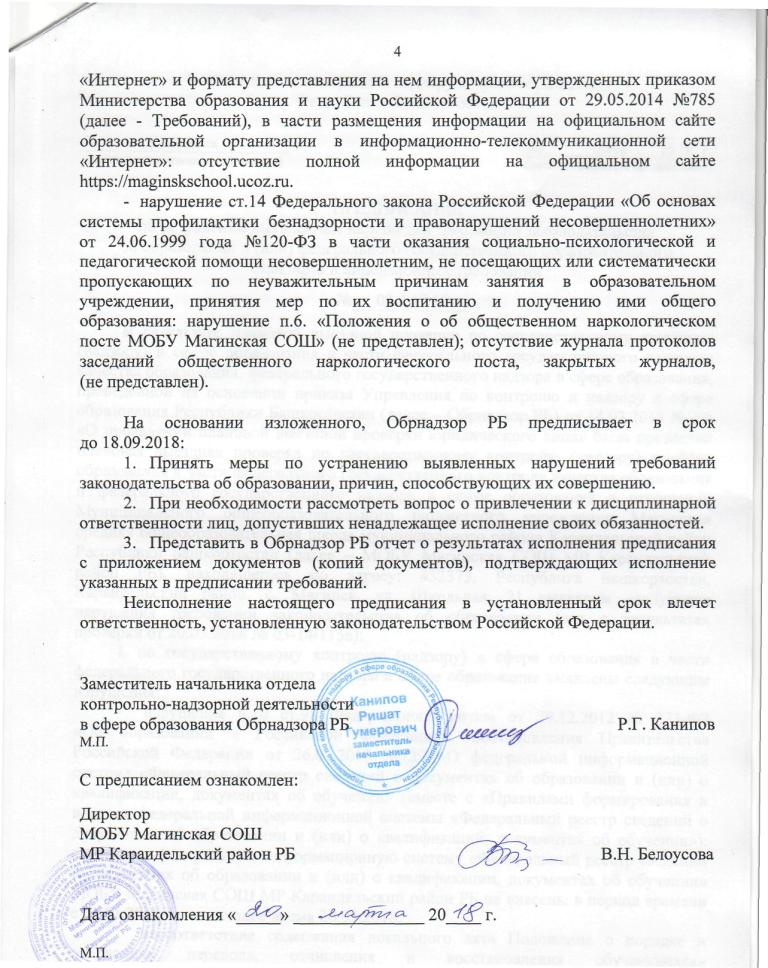 4
«Интернет» и формату представления на нем информации, утвержденных приказом
Министерства образования и науки Российской Федерации от 29.05.2014 №785
(далее - Требований), в части размещения информации на официальном сайте
образовательной организации в информационно-телекоммуникационной сети
«Интернет»: отсутствие полной информации на официальном сайте
https://maginskschool.ucoz.ru.
- нарушение ст.14 Федерального закона Российской Федерации «Об основах
системы профилактики безнадзорности и правонарушений несовершеннолетних»
от 24.06.1999 года №120-ФЗ в части оказания социально-психологической и
педагогической помощи несовершеннолетним, не посещающих или систематически
пропускающих по неуважительным причинам занятия в образовательном
учреждении, принятия мер по их воспитанию и получению ими общего
образования: нарушение п.6. «Положения о об общественном наркологическом
посте МОБУ Магинская СОШ» (не представлен); отсутствие журнала протоколов
заседаний общественного наркологического поста, закрытых журналов,
(не представлен).
На основании изложенного, Обрнадзор РБ предписывает в срок
до 18.09.2018:
1. Принять меры по устранению выявленных нарушений требований
законодательства об образовании, причин, способствующих их совершению.
2. При необходимости рассмотреть вопрос о привлечении к дисциплинарной
ответственности лиц, допустивших ненадлежащее исполнение своих обязанностей.
3. Представить в Обрнадзор РБ отчет о результатах исполнения предписания
с приложением документов (копий документов), подтверждающих исполнение
указанных в предписании требований.
Неисполнение настоящего предписания в установленный срок влечет
ответственность, установленную законодательством Российской Федерации.
Заместитель начальника отдела
контрольно-надзорной деятельности
в сфере образования Обрнадзора РБ
Р.Г. Канипов
М.П.
Канипов
Ришат
Гумерович
заместитель
начальника
отдела
С предписанием ознакомлен:
Директор
МОБУ Магинская СОШ
МР Караидельский район РБ
В.Н. Белоусова
Дата ознакомления «20» марта 2018 г.
М.П.